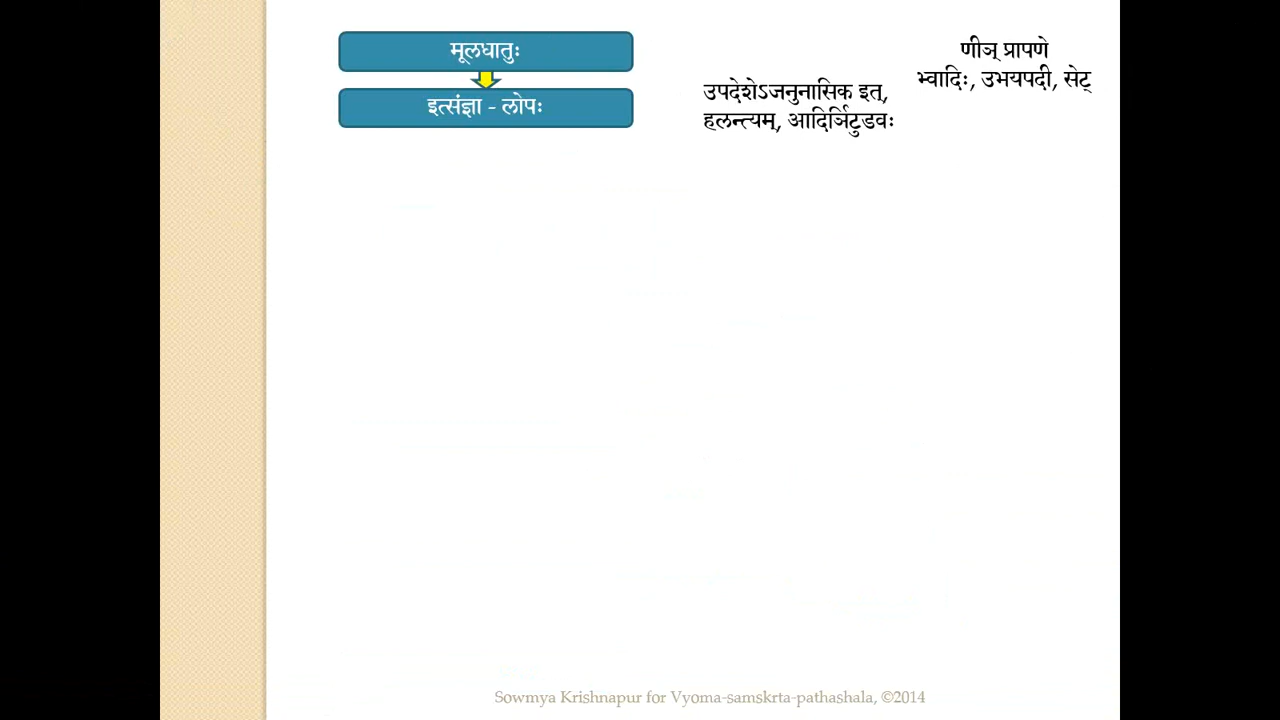 मूलधातुः
इत्संज्ञा - लोपः
उपदेशेऽजनुनासिक इत्,
हलन्त्यम्, आदिर्ञिटुडवः
णीञ् प्रापणे
भ्वादिः, उभयपदी, सेट्
Sowmya Krishnapur for Vyoma-samskrta-pathashala, ©2014